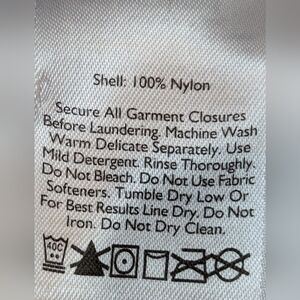 Shell: 100% Nylon
Secure All Garment Closures
Before Laundering. Machine Wash
Warm Delicate Separately. Use
Mild Detergent. Rinse Thoroughly.
Do Not Bleach. Do Not Use Fabric
Softeners. Tumble Dry Low Or
For Best Results Line Dry. Do Not
Iron. Do Not Dry Clean.
40C